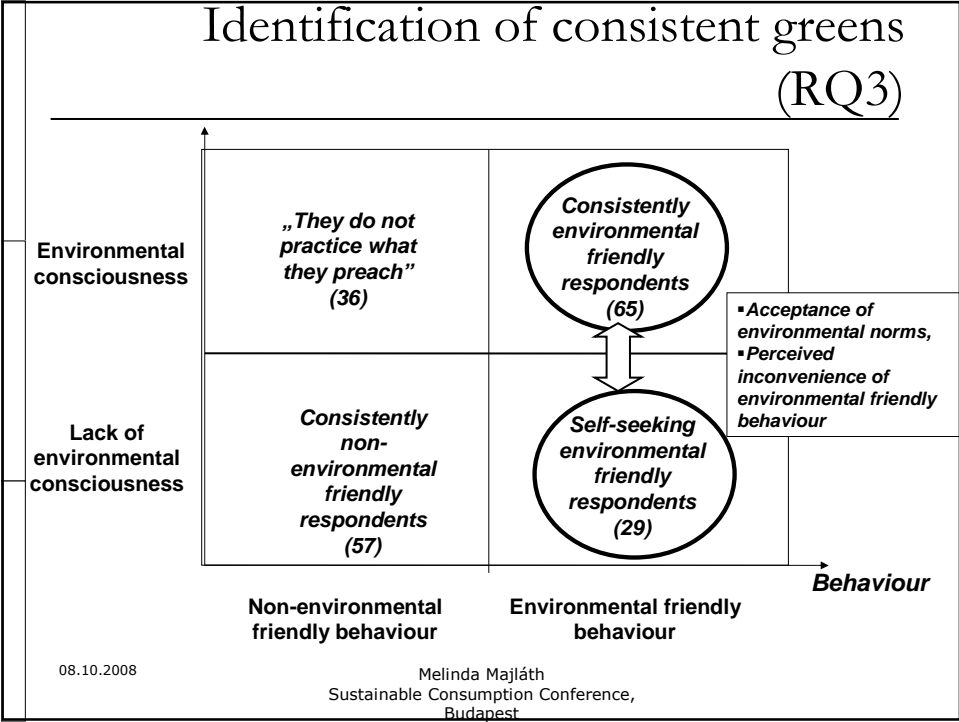 Identification of consistent greens
(RQ3)
Environmental
consciousness
„They do not
practice what
they preach”
(36)
Consistently
environmental
friendly
respondents
(65)
▪Acceptance of
environmental norms,
▪Perceived
inconvenience of
environmental friendly
behaviour
Lack of
environmental
consciousness
Consistently
non-
environmental
friendly
respondents
(57)
Self-seeking
environmental
friendly
respondents
(29)
Behaviour
Non-environmental
friendly behaviour
Environmental friendly
behaviour
08.10.2008
Melinda Majláth
Sustainable Consumption Conference,
Budapest